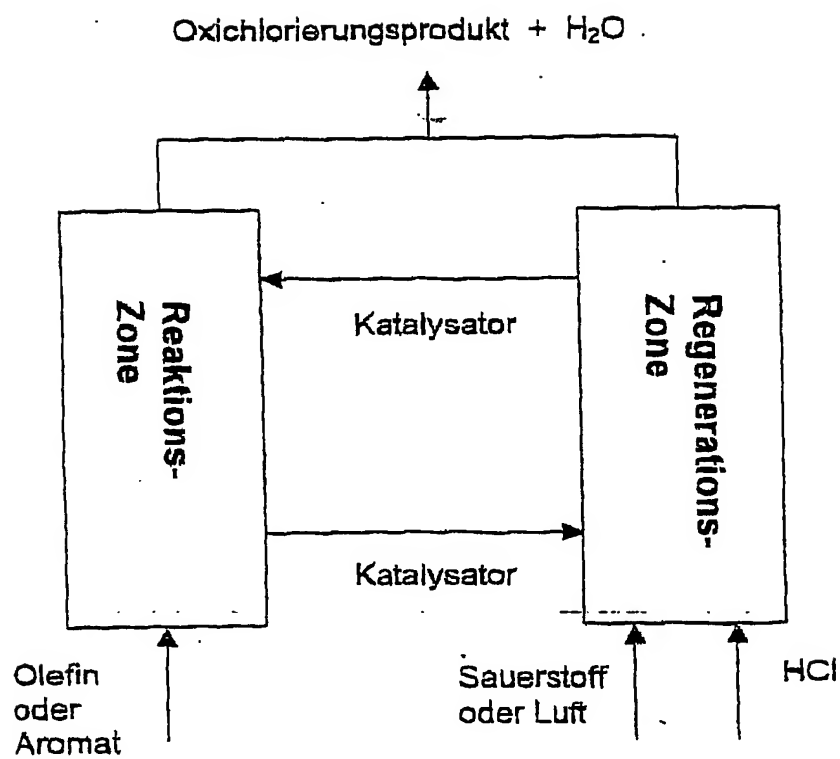 Oxichlorierungsprodukt + H₂O
Reaktions-
Zone
Regenerations-
Zone
Katalysator
Katalysator
Olefin
oder
Aromat
Sauerstoff
oder Luft
HCl